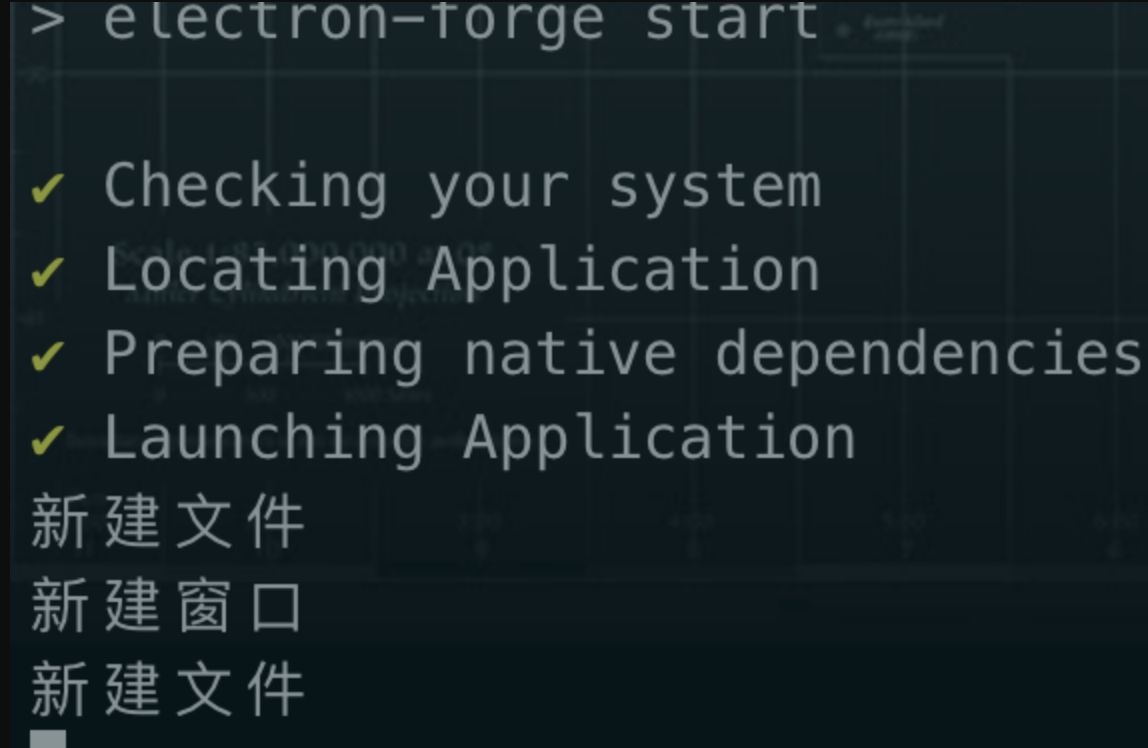 > electron-forge start
✔ Checking your system
✔ Locating Application
✔ Preparing native dependencies
✔ Launching Application
新建文件
新建窗口
新建文件